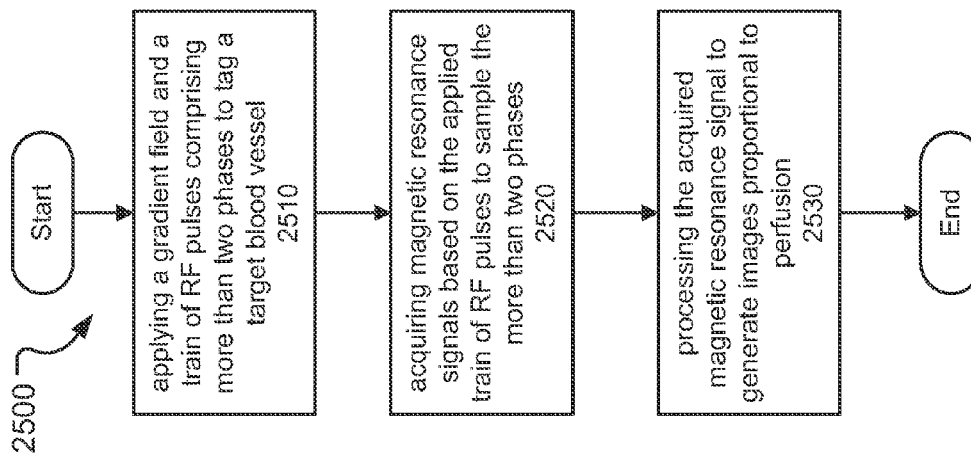 2500
Start
applying a gradient field and a
train of RF pulses comprising
more than two phases to tag a
target blood vessel
2510
acquiring magnetic resonance
signals based on the applied
train of RF pulses to sample the
more than two phases
2520
processing the acquired
magnetic resonance signal to
generate images proportional to
perfusion
2530
End